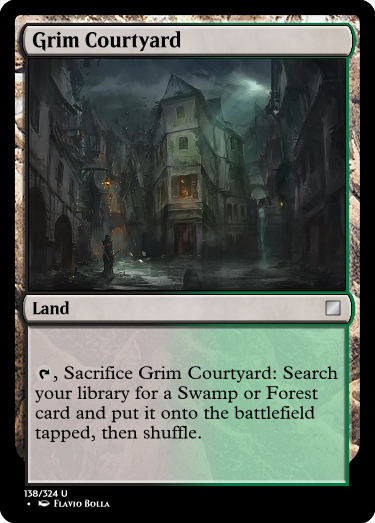 Grim Courtyard
Land
, Sacrifice Grim Courtyard: Search
your library for a Swamp or Forest
card and put it onto the battlefield
tapped, then shuffle.
138/324 U
• Flavio Bolla